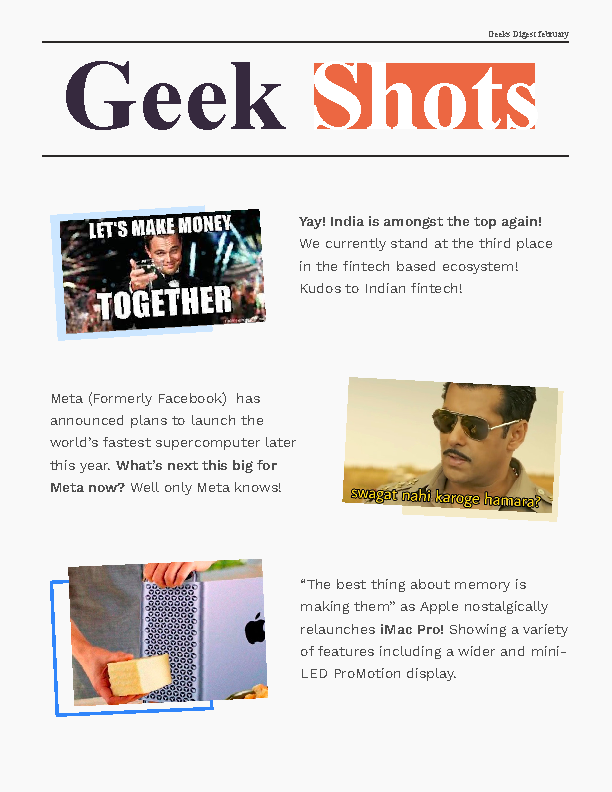 Geeks Digest february
Geek Shots
LET'S MAKE MONEY
TOGETHER
Yay! India is amongst the top again!
We currently stand at the third place
in the fintech based ecosystem!
Kudos to Indian fintech!
Meta (Formerly Facebook) has
announced plans to launch the
world's fastest supercomputer later
this year. What's next this big for
Meta now? Well only Meta knows!
swagat nahi karoge hamara?
“The best thing about memory is
making them” as Apple nostalgically
relaunches iMac Pro! Showing a variety
of features including a wider and mini-
LED ProMotion display.